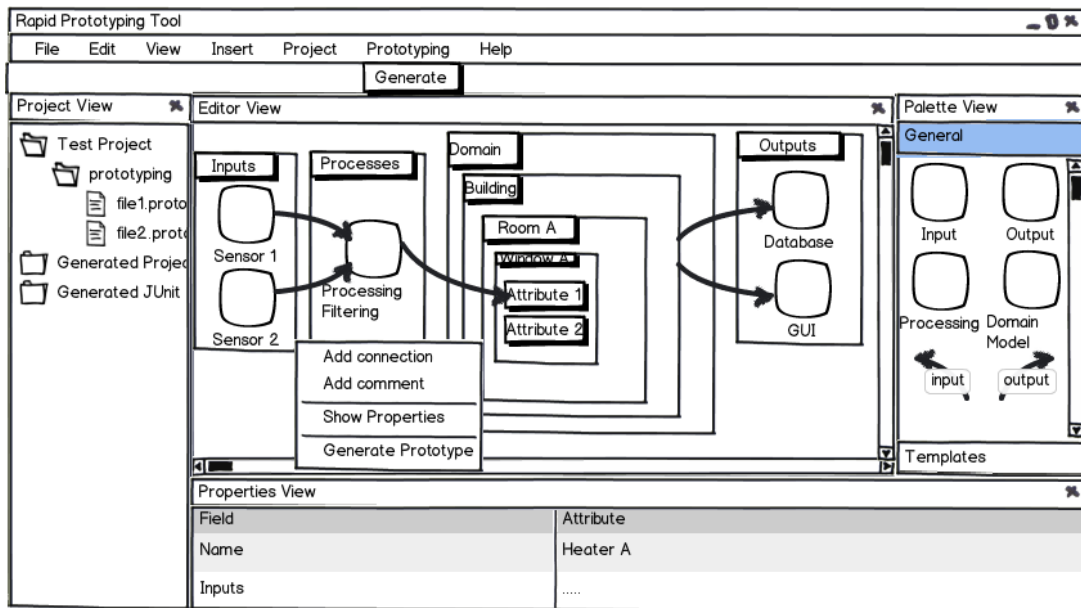 Rapid Prototyping Tool
File Edit View Insert Project Prototyping Help
Generate
Project View
Test Project
prototyping
file1.proto
file2.proto
Generated Projec
Generated JUnit
Editor View
Inputs
Sensor 1
Sensor 2
Processes
Processing
Filtering
Domain
Building
Room A
Window A
Attribute 1
Attribute 2
Outputs
Database
GUI
Add connection
Add comment
Show Properties
Generate Prototype
Palette View
General
Input Output
Processing Domain
Model
input output
Templates
Properties View
Field Attribute
Name Heater A
Inputs .....